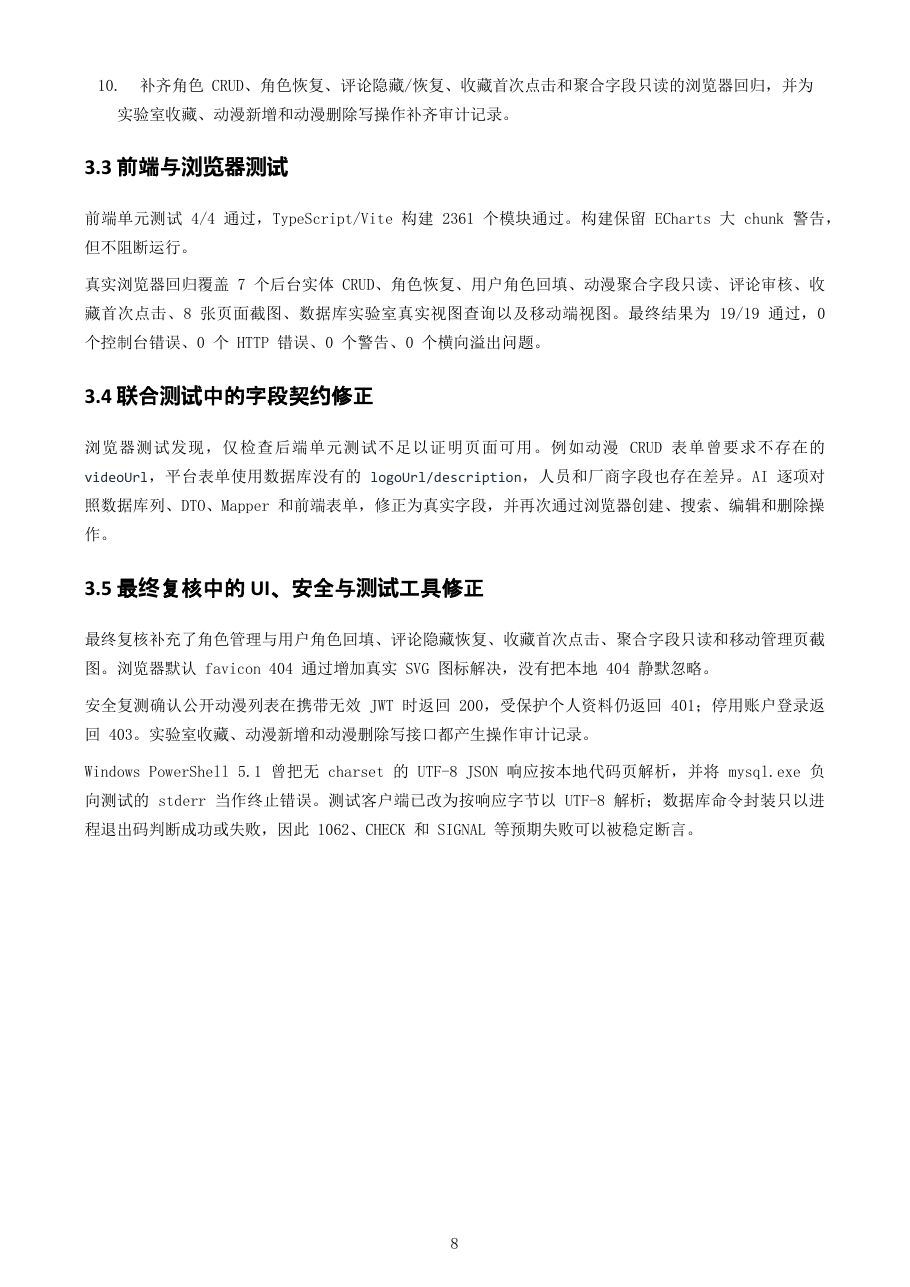 10. 补齐角色 CRUD、角色恢复、评论隐藏/恢复、收藏首次点击和聚合字段只读的浏览器回归，并为
实验室收藏、动漫新增和动漫删除写操作补齐审计记录。
3.3 前端与浏览器测试
前端单元测试 4/4 通过，TypeScript/Vite 构建 2361 个模块通过。构建保留 ECharts 大 chunk 警告，
但不阻断运行。
真实浏览器回归覆盖 7 个后台实体 CRUD、角色恢复、用户角色回填、动漫聚合字段只读、评论审核、收
藏首次点击、8 张页面截图、数据库实验室真实视图查询以及移动端视图。最终结果为 19/19 通过，0
个控制台错误、0 个 HTTP 错误、0 个警告、0 个横向溢出问题。
3.4 联合测试中的字段契约修正
浏览器测试发现，仅检查后端单元测试不足以证明页面可用。例如动漫 CRUD 表单曾要求不存在的
videoUrl，平台表单使用数据库没有的 logoUrl/description，人员和厂商字段也存在差异。AI 逐项对
照数据库列、DTO、Mapper 和前端表单，修正为真实字段，并再次通过浏览器创建、搜索、编辑和删除操
作。
3.5 最终复核中的 UI、安全与测试工具修正
最终复核补充了角色管理与用户角色回填、评论隐藏恢复、收藏首次点击、聚合字段只读和移动管理页截
图。浏览器默认 favicon 404 通过增加真实 SVG 图标解决，没有把本地 404 静默忽略。
安全复测确认公开动漫列表在携带无效 JWT 时返回 200，受保护个人资料仍返回 401；停用账户登录返
回 403。实验室收藏、动漫新增和动漫删除写接口都产生操作审计记录。
Windows PowerShell 5.1 曾把无 charset 的 UTF-8 JSON 响应按本地代码页解析，并将 mysql.exe 负
向测试的 stderr 当作终止错误。测试客户端已改为按响应字节以 UTF-8 解析；数据库命令封装只以进
程退出码判断成功或失败，因此 1062、CHECK 和 SIGNAL 等预期失败可以被稳定断言。
8